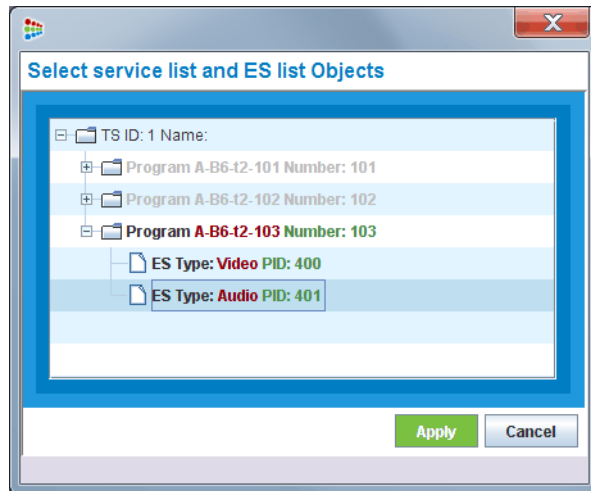 Select service list and ES list Objects
TS ID: 1 Name:
Program A-B6-t2-101 Number: 101
Program A-B6-t2-102 Number: 102
Program A-B6-t2-103 Number: 103
ES Type: Video PID: 400
ES Type: Audio PID: 401
Apply Cancel